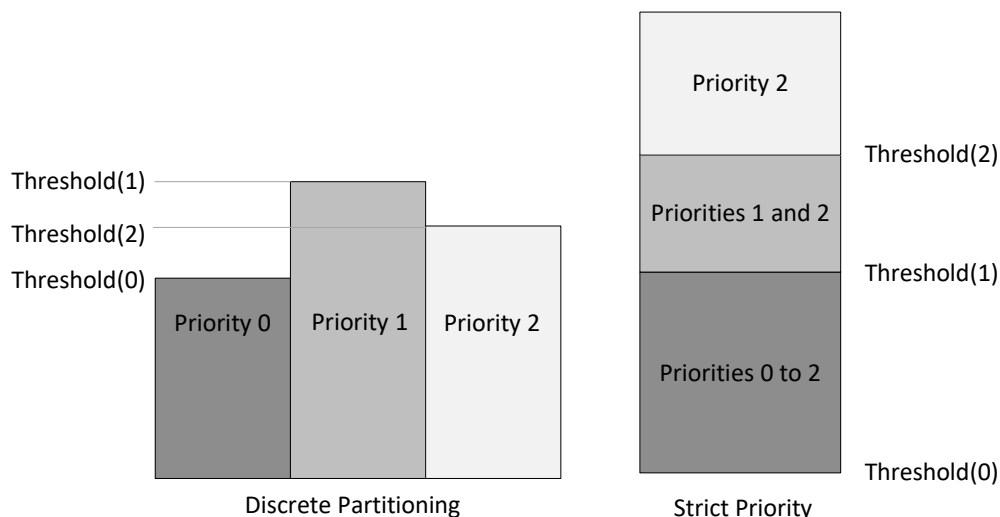 Threshold(1)
Threshold(2)
Threshold(0)
Priority 0
Priority 1
Priority 2
Discrete Partitioning
Priority 2
Threshold(2)
Priorities 1 and 2
Threshold(1)
Priorities 0 to 2
Threshold(0)
Strict Priority